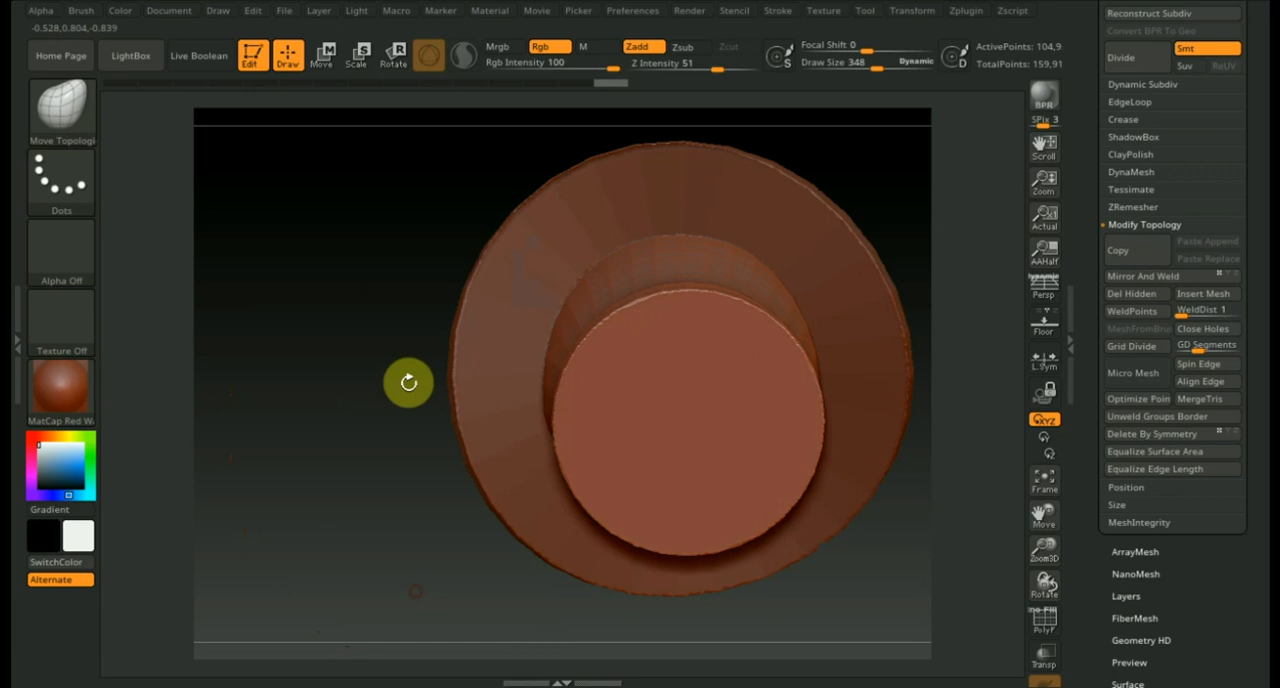 Alpha Brush Color Document Draw Edit File Layer Light Macro Marker Material Movie Picker Preferences Render Stencil Stroke Texture Tool Transform Zplugin Zscript
-0.528,0.804,-0.839
Home Page
LightBox
Live Boolean
Edit
Draw
Move
Scale
Rotate
Mrgb Rgb M
Rgb Intensity 100
Zadd Zsub Zcut
Z Intensity 51
S
Focal Shift 0
Draw Size 348 Dynamic
D
ActivePoints: 104,9
TotalPoints: 159,91
Move Topologi
Dots
Alpha Off
Texture Off
MatCap Red W
Gradient
SwitchColor
Alternate
BPR
SPix 3
Scroll
Zoom
Actual
AAHalf
Dynamic
Persp
Floor
L.Sym
XYZ
Frame
Move
Zoom3D
Rotate
PolyF
Transp
Reconstruct Subdiv
Convert BPR To Geo
Divide
Smt
Suv ReUV
Dynamic Subdiv
EdgeLoop
Crease
ShadowBox
ClayPolish
DynaMesh
Tessimate
ZRemesher
Modify Topology
Copy
Paste Append
Paste Replace
Mirror And Weld
Del Hidden Insert Mesh
WeldPoints WeldDist 1
MeshFromBru Close Holes
Grid Divide GD Segments
Micro Mesh
Spin Edge
Align Edge
Optimize Poin MergeTris
Unweld Groups Border
Delete By Symmetry
Equalize Surface Area
Equalize Edge Length
Position
Size
MeshIntegrity
ArrayMesh
NanoMesh
Layers
FiberMesh
Geometry HD
Preview
Surface